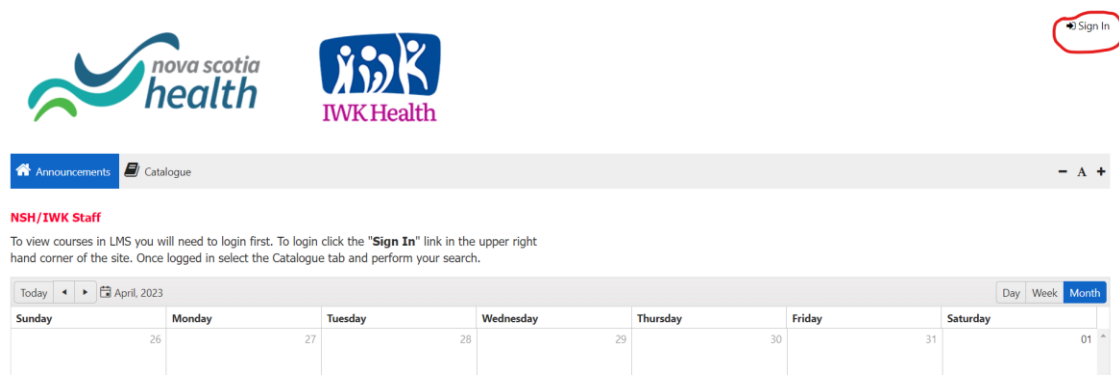 Sign In
nova scotia
health
iwk
IWK Health
Announcements Catalogue - A +
NSH/IWK Staff
To view courses in LMS you will need to login first. To login click the "Sign In" link in the upper right
hand corner of the site. Once logged in select the Catalogue tab and perform your search.
Today April, 2023 Day Week Month
Sunday Monday Tuesday Wednesday Thursday Friday Saturday
26 27 28 29 30 31 01